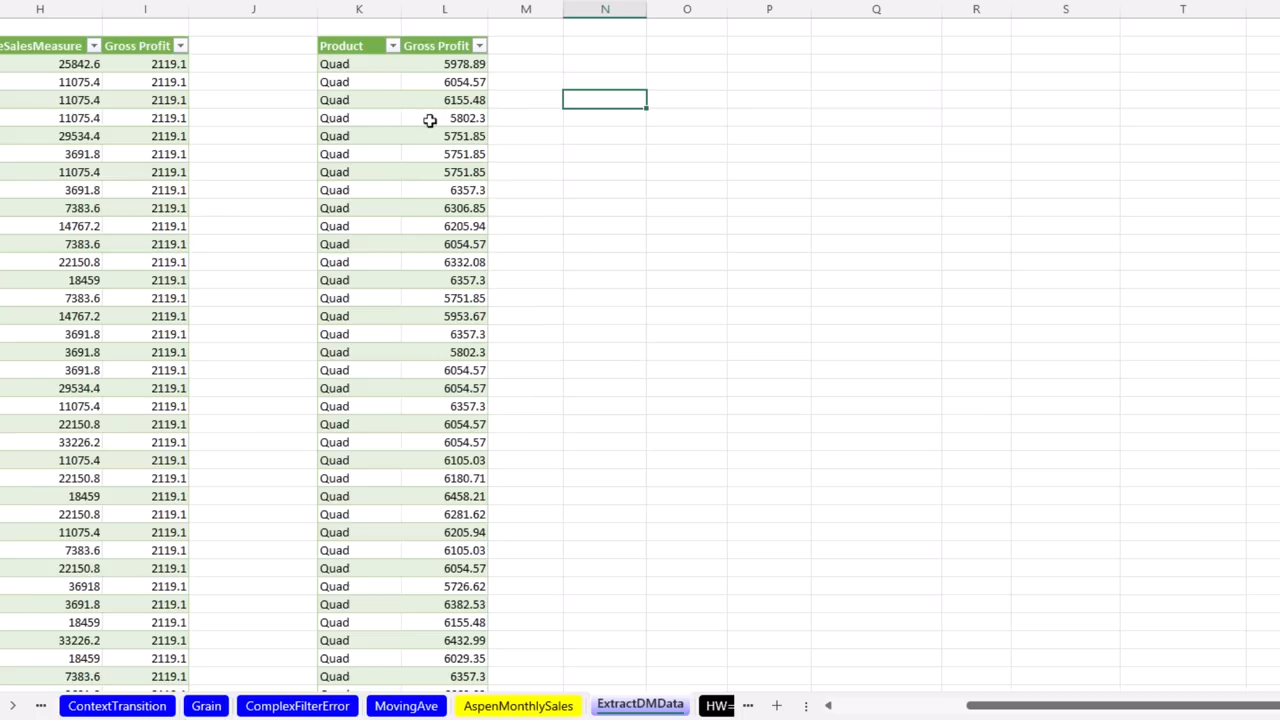 H I J K L M N O P Q R S T
eSalesMeasure Gross Profit Product Gross Profit
25842.6 2119.1 Quad 5978.89
11075.4 2119.1 Quad 6054.57
11075.4 2119.1 Quad 6155.48
11075.4 2119.1 Quad 5802.3
29534.4 2119.1 Quad 5751.85
3691.8 2119.1 Quad 5751.85
11075.4 2119.1 Quad 5751.85
3691.8 2119.1 Quad 6357.3
7383.6 2119.1 Quad 6306.85
14767.2 2119.1 Quad 6205.94
7383.6 2119.1 Quad 6054.57
22150.8 2119.1 Quad 6332.08
18459 2119.1 Quad 6357.3
7383.6 2119.1 Quad 5751.85
14767.2 2119.1 Quad 5953.67
3691.8 2119.1 Quad 6357.3
3691.8 2119.1 Quad 5802.3
3691.8 2119.1 Quad 6054.57
29534.4 2119.1 Quad 6054.57
11075.4 2119.1 Quad 6357.3
22150.8 2119.1 Quad 6054.57
33226.2 2119.1 Quad 6054.57
11075.4 2119.1 Quad 6105.03
22150.8 2119.1 Quad 6180.71
18459 2119.1 Quad 6458.21
22150.8 2119.1 Quad 6281.62
11075.4 2119.1 Quad 6205.94
7383.6 2119.1 Quad 6105.03
22150.8 2119.1 Quad 6054.57
36918 2119.1 Quad 5726.62
3691.8 2119.1 Quad 6382.53
18459 2119.1 Quad 6155.48
33226.2 2119.1 Quad 6432.99
18459 2119.1 Quad 6029.35
7383.6 2119.1 Quad 6357.3
ContextTransition Grain ComplexFilterError MovingAve AspenMonthlySales ExtractDMData HW=